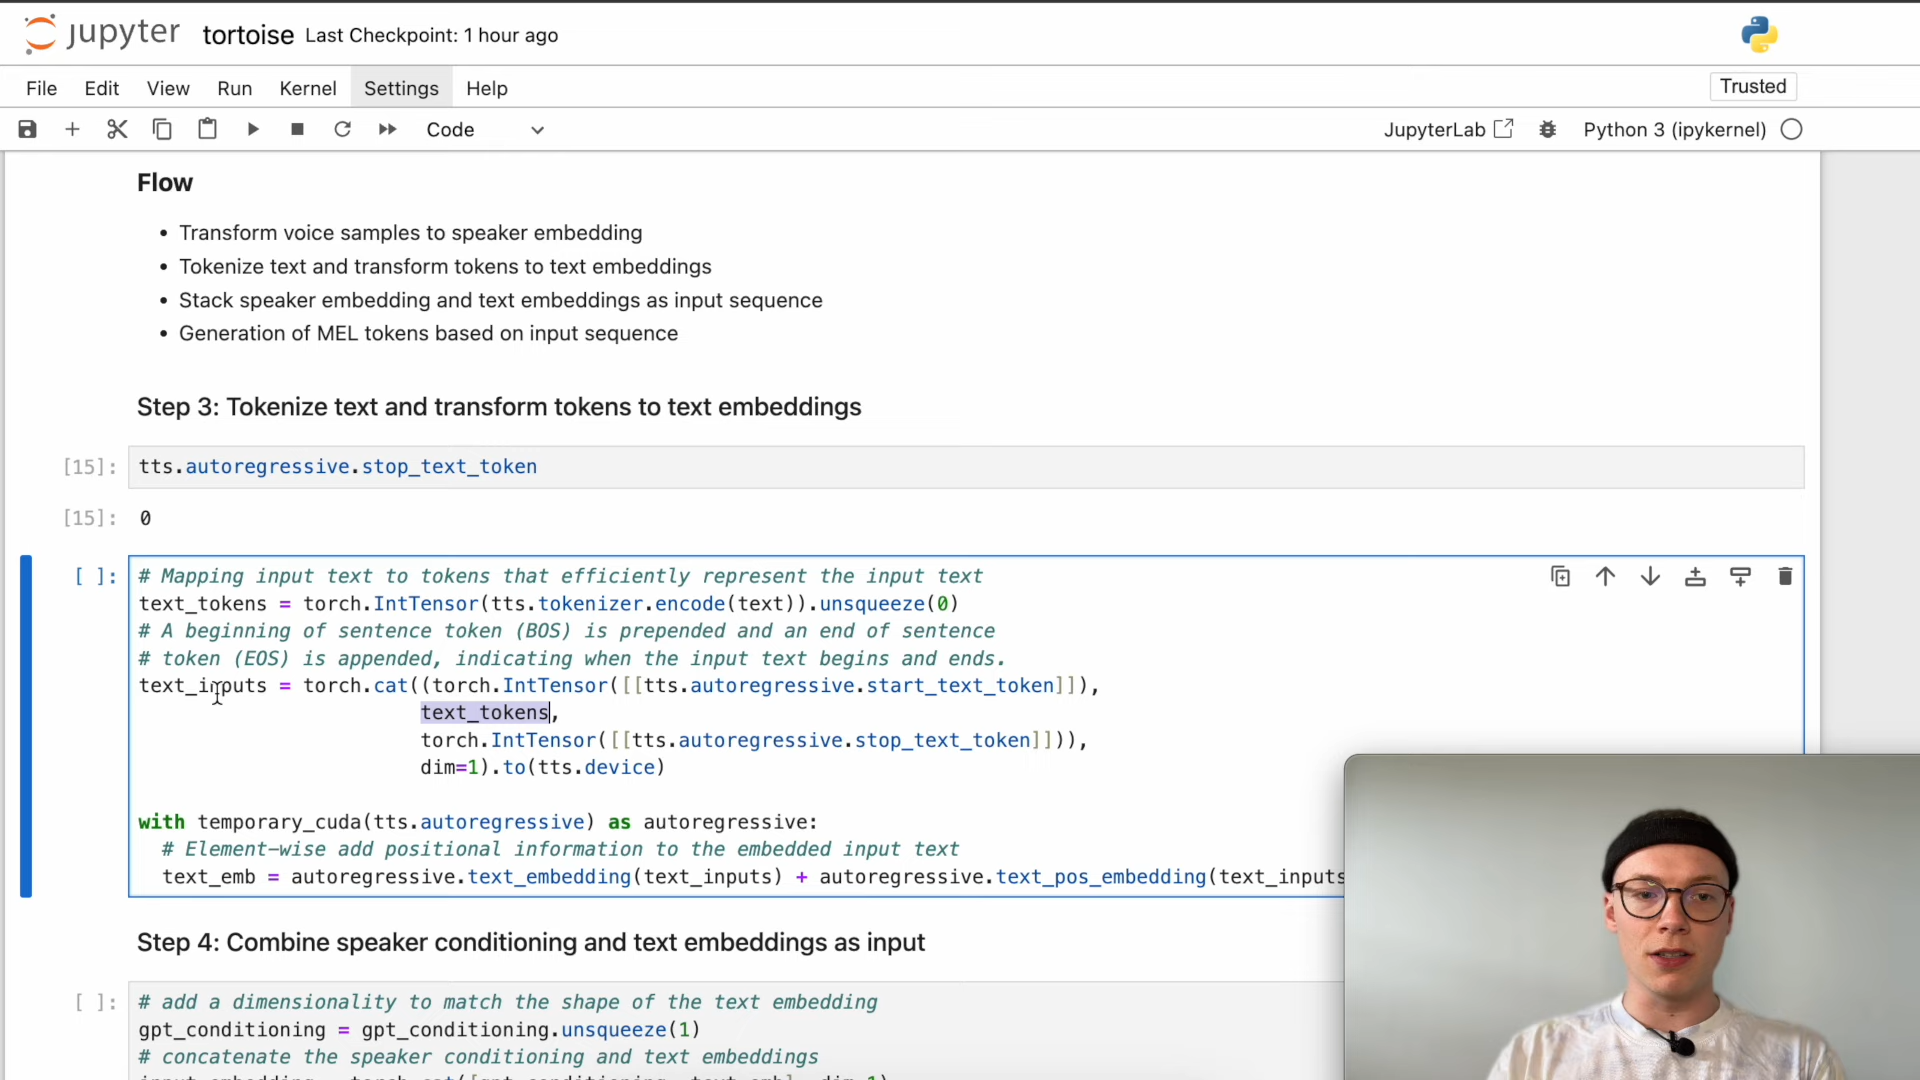 jupyter tortoise Last Checkpoint: 1 hour ago
File Edit View Run Kernel Settings Help Trusted
Code JupyterLab Python 3 (ipykernel)
Flow
• Transform voice samples to speaker embedding
• Tokenize text and transform tokens to text embeddings
• Stack speaker embedding and text embeddings as input sequence
• Generation of MEL tokens based on input sequence
Step 3: Tokenize text and transform tokens to text embeddings
[15]: tts.autoregressive.stop_text_token
[15]: 0
[ ]: # Mapping input text to tokens that efficiently represent the input text
text_tokens = torch.IntTensor(tts.tokenizer.encode(text)).unsqueeze(0)
# A beginning of sentence token (BOS) is prepended and an end of sentence
# token (EOS) is appended, indicating when the input text begins and ends.
text_inputs = torch.cat((torch.IntTensor([[tts.autoregressive.start_text_token]]),
text_tokens,
torch.IntTensor([[tts.autoregressive.stop_text_token]])),
dim=1).to(tts.device)
with temporary_cuda(tts.autoregressive) as autoregressive:
# Element-wise add positional information to the embedded input text
text_emb = autoregressive.text_embedding(text_inputs) + autoregressive.text_pos_embedding(text_inputs
Step 4: Combine speaker conditioning and text embeddings as input
[ ]: # add a dimensionality to match the shape of the text embedding
gpt_conditioning = gpt_conditioning.unsqueeze(1)
# concatenate the speaker conditioning and text embeddings